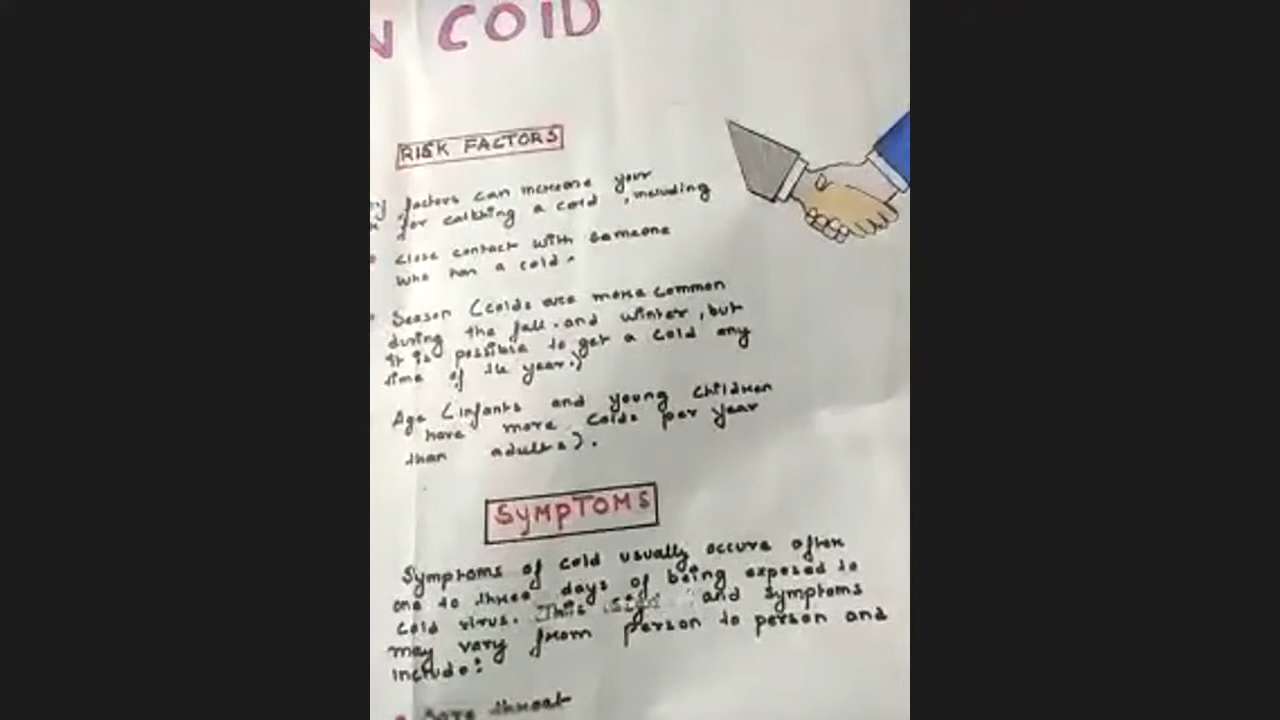 N COlD
RISK FACTORS
factors can increase your
for catching a cold, including
close contact with someone
who has a cold.
Season (colds are more common
during the fall and winter, but
it is possible to get a cold any
time of the year.)
Age (infants and young children
have more colds per year
than adults).
SYMPTOMS
Symptoms of cold usually occure after
one to three days of being exposed to
cold virus. This sign and symptoms
may vary from person to person and
include:
Sore throat